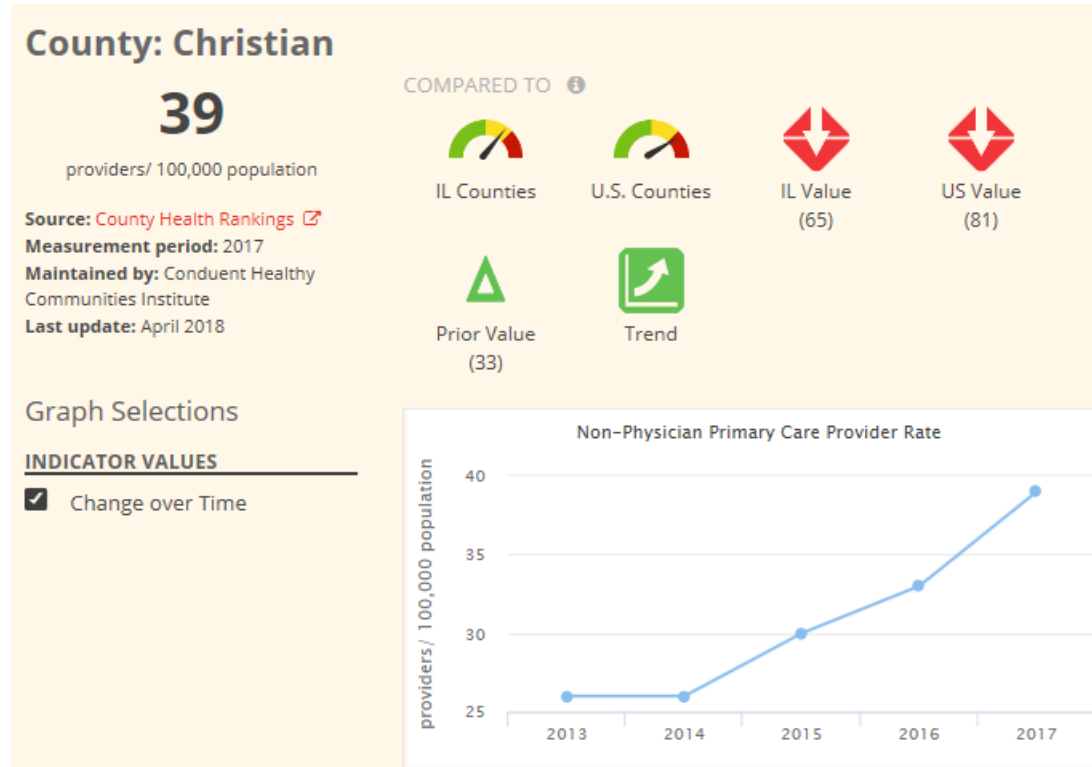 County: Christian
39
providers/ 100,000 population
Source: County Health Rankings
Measurement period: 2017
Maintained by: Conduent Healthy
Communities Institute
Last update: April 2018
COMPARED TO
IL Counties
U.S. Counties
IL Value
(65)
US Value
(81)
Prior Value
(33)
Trend
Graph Selections
INDICATOR VALUES
Change over Time
Non-Physician Primary Care Provider Rate
providers/ 100,000 population
40
35
30
25
2013
2014
2015
2016
2017